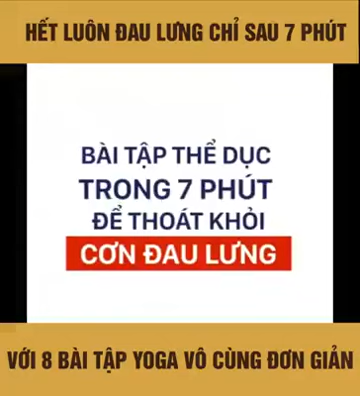 HẾT LUÔN ĐAU LƯNG CHỈ SAU 7 PHÚT
BÀI TẬP THỂ DỤC
TRONG 7 PHÚT
ĐỂ THOÁT KHỎI
CƠN ĐAU LƯNG
VỚI 8 BÀI TẬP YOGA VÔ CÙNG ĐƠN GIẢN